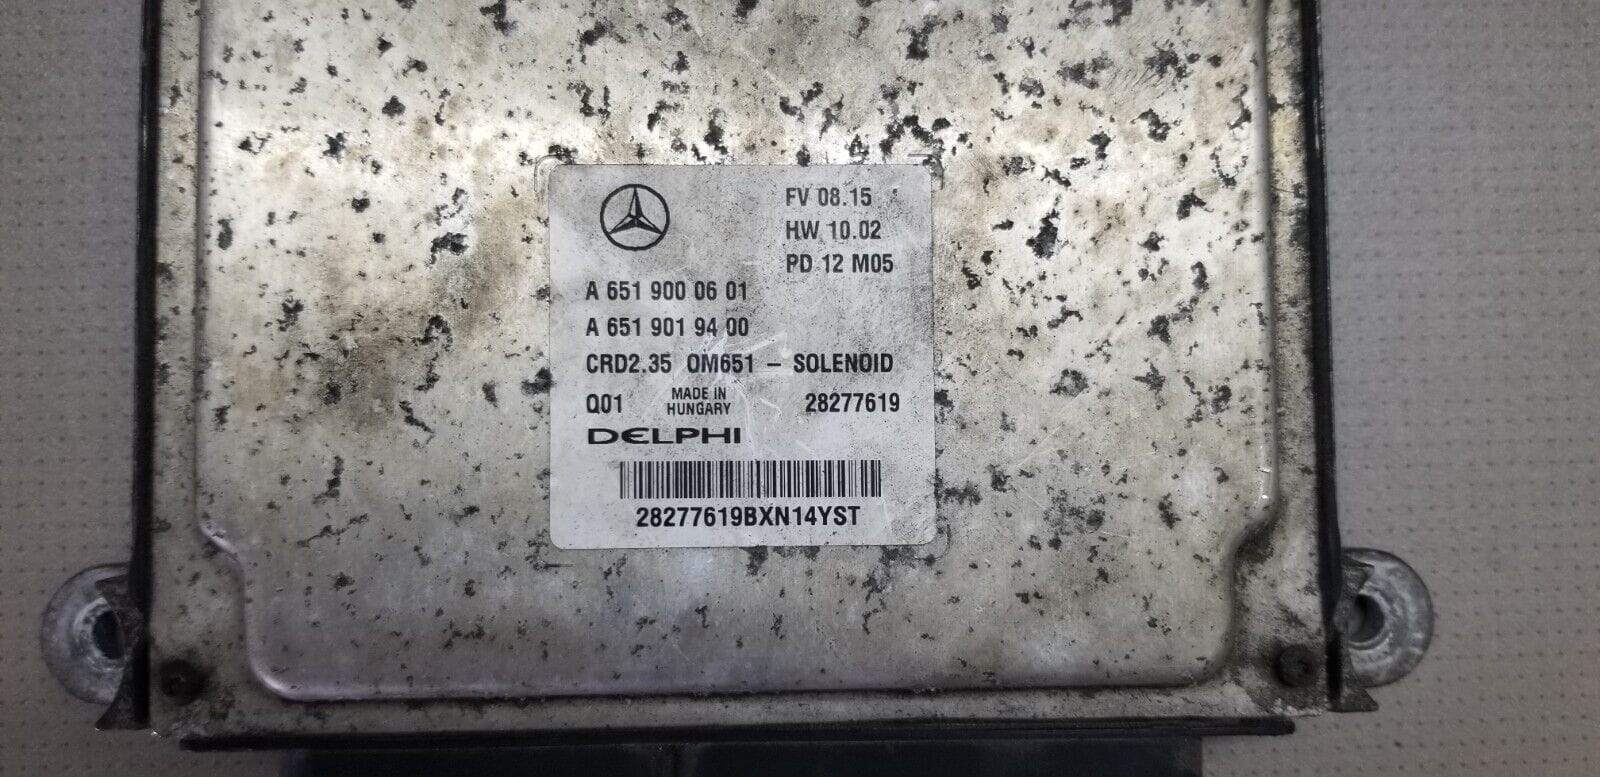 FV 08.15
HW 10.02
PD 12 M05
A 651 900 06 01
A 651 901 94 00
CRD2.35 OM651 – SOLENOID
Q01 MADE IN HUNGARY 28277619
DELPHI
28277619BXN14YST